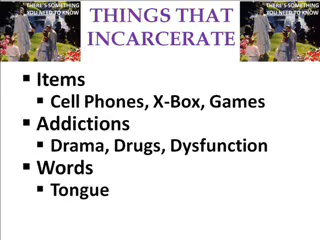 THERE'S SOMETHING
YOU NEED TO KNOW
THINGS THAT
INCARCERATE
THERE'S SOMETHING
YOU NEED TO KNOW
Items
Cell Phones, X-Box, Games
Addictions
Drama, Drugs, Dysfunction
Words
Tongue